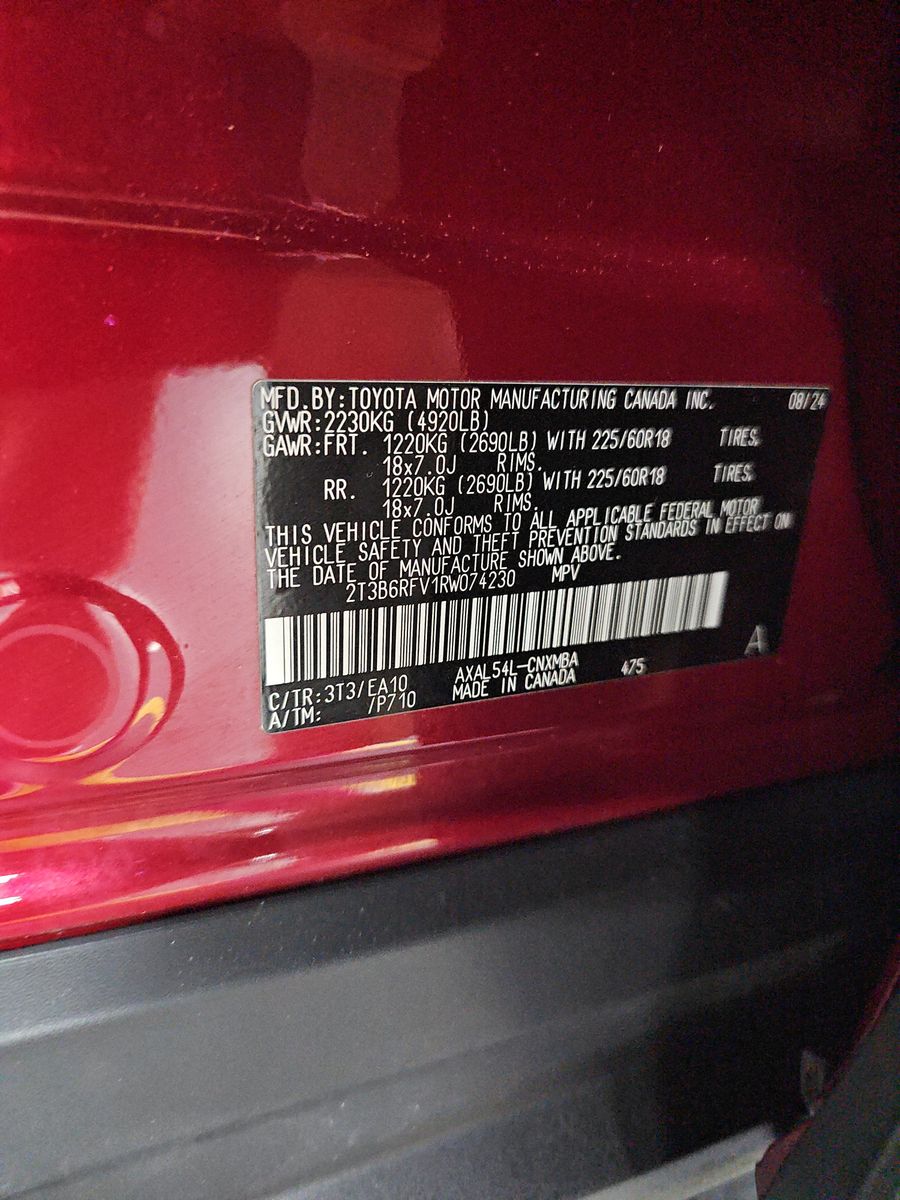 MFD.BY:TOYOTA MOTOR MANUFACTURING CANADA INC. 08/24
GVWR:2230KG (4920LB)
GAWR:FRT. 1220KG (2690LB) WITH 225/60R18 TIRES,
18x7.0J RIMS.
RR. 1220KG (2690LB) WITH 225/60R18 TIRES,
18x7.0J RIMS.
THIS VEHICLE CONFORMS TO ALL APPLICABLE FEDERAL MOTOR
VEHICLE SAFETY AND THEFT PREVENTION STANDARDS IN EFFECT ON
THE DATE OF MANUFACTURE SHOWN ABOVE.
2T3B6RFV1RW074230 MPV
A
C/TR:3T3/EA10 AXAL54L-CNXMBA 475
A/TM: /P710 MADE IN CANADA